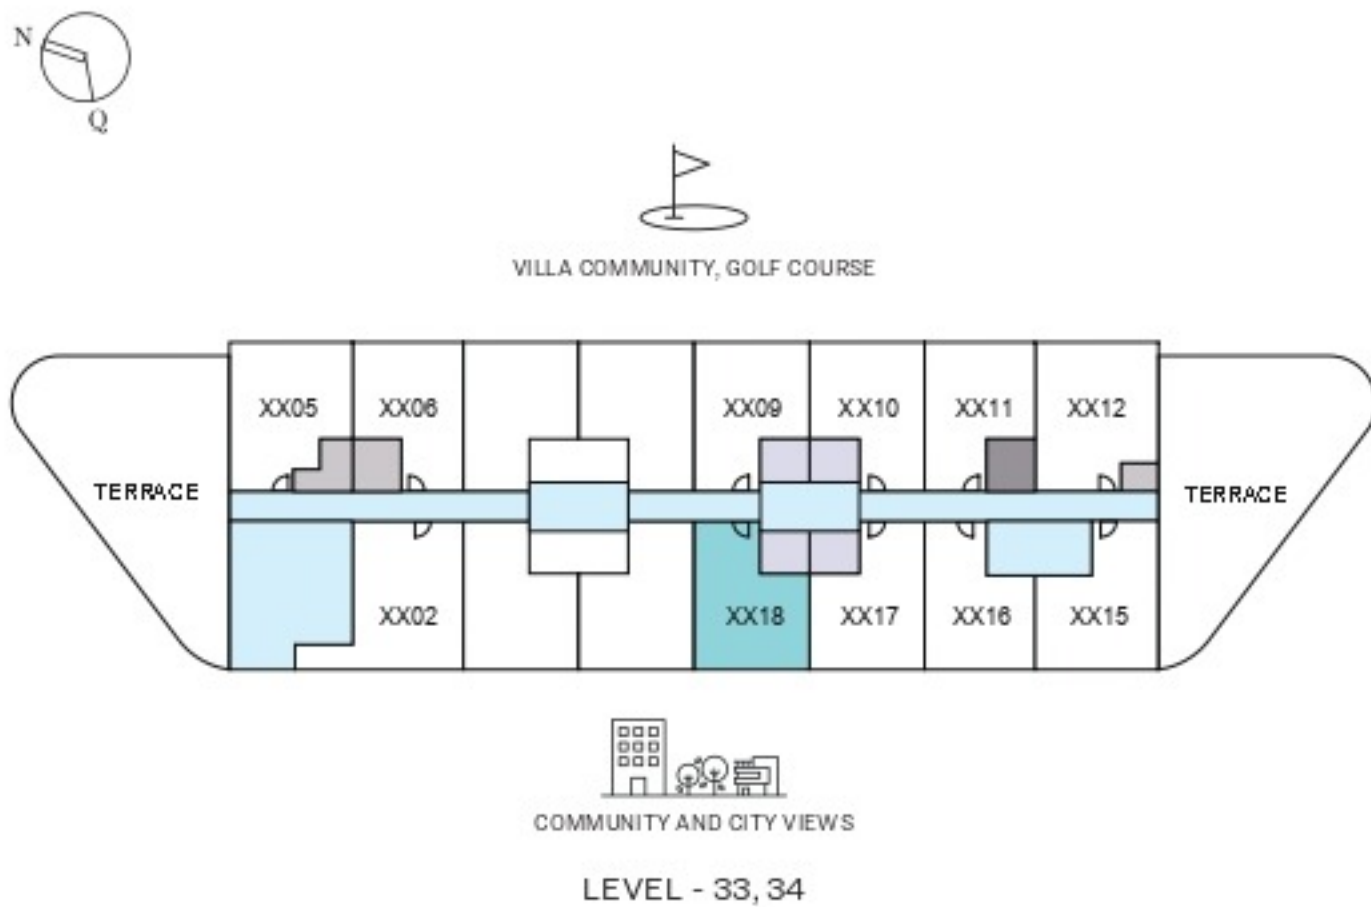 N
Q
VILLA COMMUNITY, GOLF COURSE
XX05 XX06 XX09 XX10 XX11 XX12
TERRACE TERRACE
XX02 XX18 XX17 XX16 XX15
COMMUNITY AND CITY VIEWS
LEVEL - 33, 34